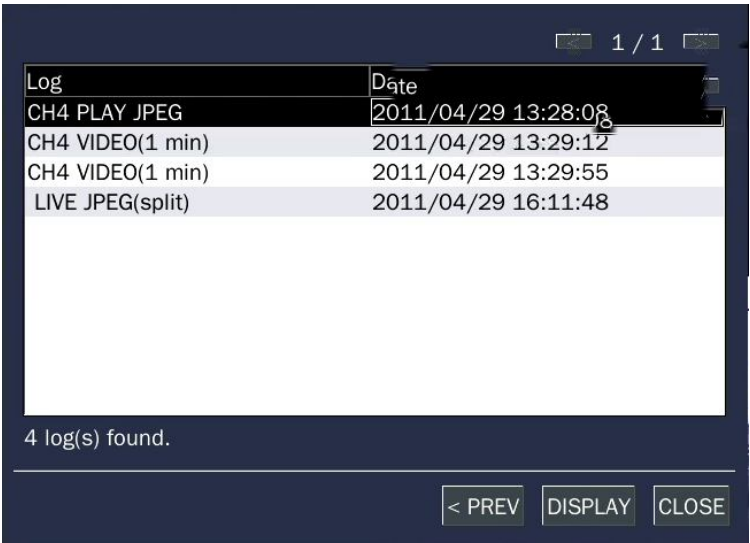 < 1 / 1 >
Log Date
CH4 PLAY JPEG 2011/04/29 13:28:08
CH4 VIDEO(1 min) 2011/04/29 13:29:12
CH4 VIDEO(1 min) 2011/04/29 13:29:55
LIVE JPEG(split) 2011/04/29 16:11:48
4 log(s) found.
< PREV DISPLAY CLOSE